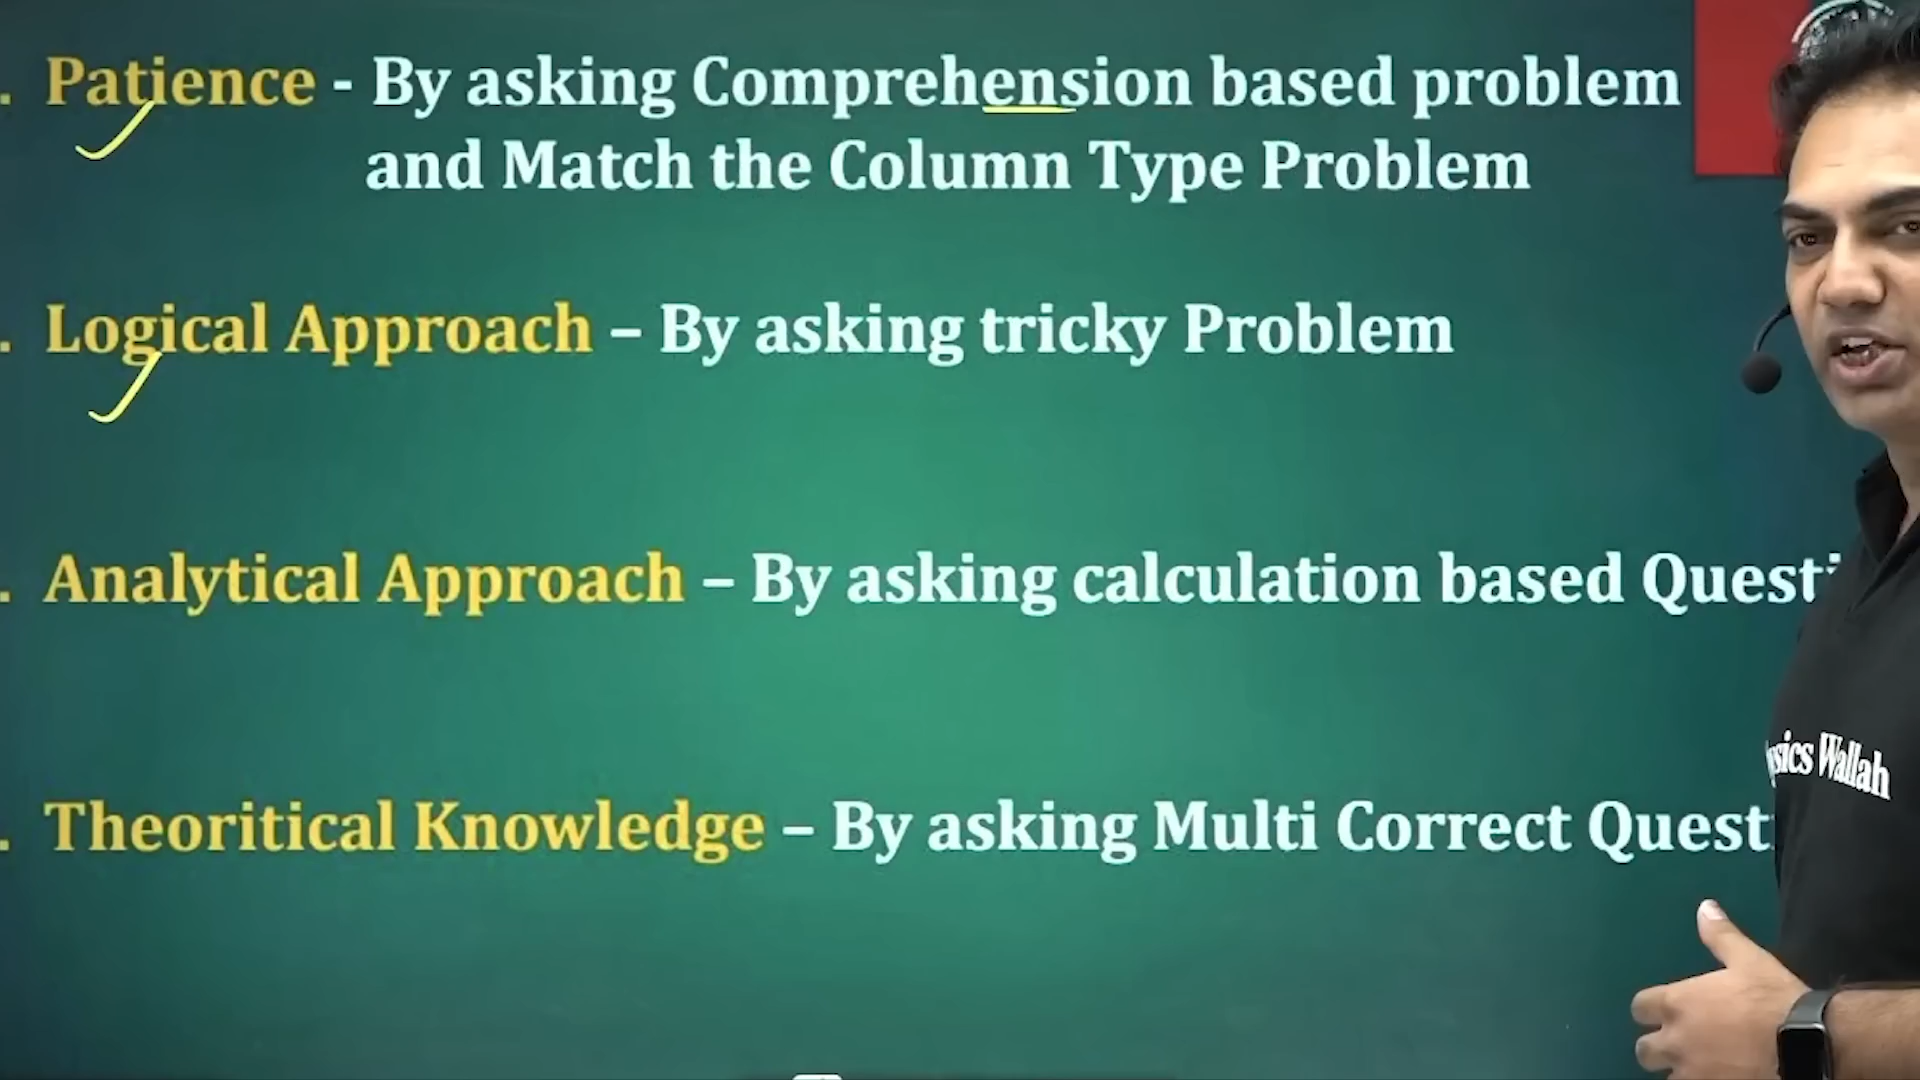 . Patience - By asking Comprehension based problem
and Match the Column Type Problem
. Logical Approach – By asking tricky Problem
. Analytical Approach – By asking calculation based
. Theoritical Knowledge – By asking Multi Correct
Wallah